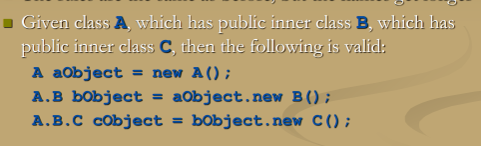 Given class A, which has public inner class B, which has
public inner class C, then the following is valid:
A aObject = new A();
A.B bObject = aObject.new B();
A.B.C cObject = bObject.new C();